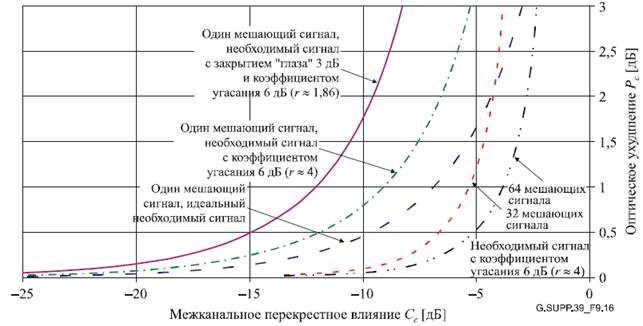 Один мешающий сигнал,
необходимый сигнал
с закрытием "глаза" 3 дБ
и коэффициентом
угасания 6 дБ (r ≈ 1,86)
Один мешающий сигнал,
необходимый сигнал
с коэффициентом
угасания 6 дБ (r ≈ 4)
Один мешающий
сигнал, идеальный
необходимый сигнал
64 мешающих
сигнала
32 мешающих
сигнала
Необходимый сигнал
с коэффициентом
угасания 6 дБ (r ≈ 4)
3
2,5
2
1,5
1
0,5
0
Оптическое ухудшение Pc [дБ]
−25
−20
−15
−10
−5
0
Межканальное перекрестное влияние Cc [дБ]
G.SUPP.39_F9.16